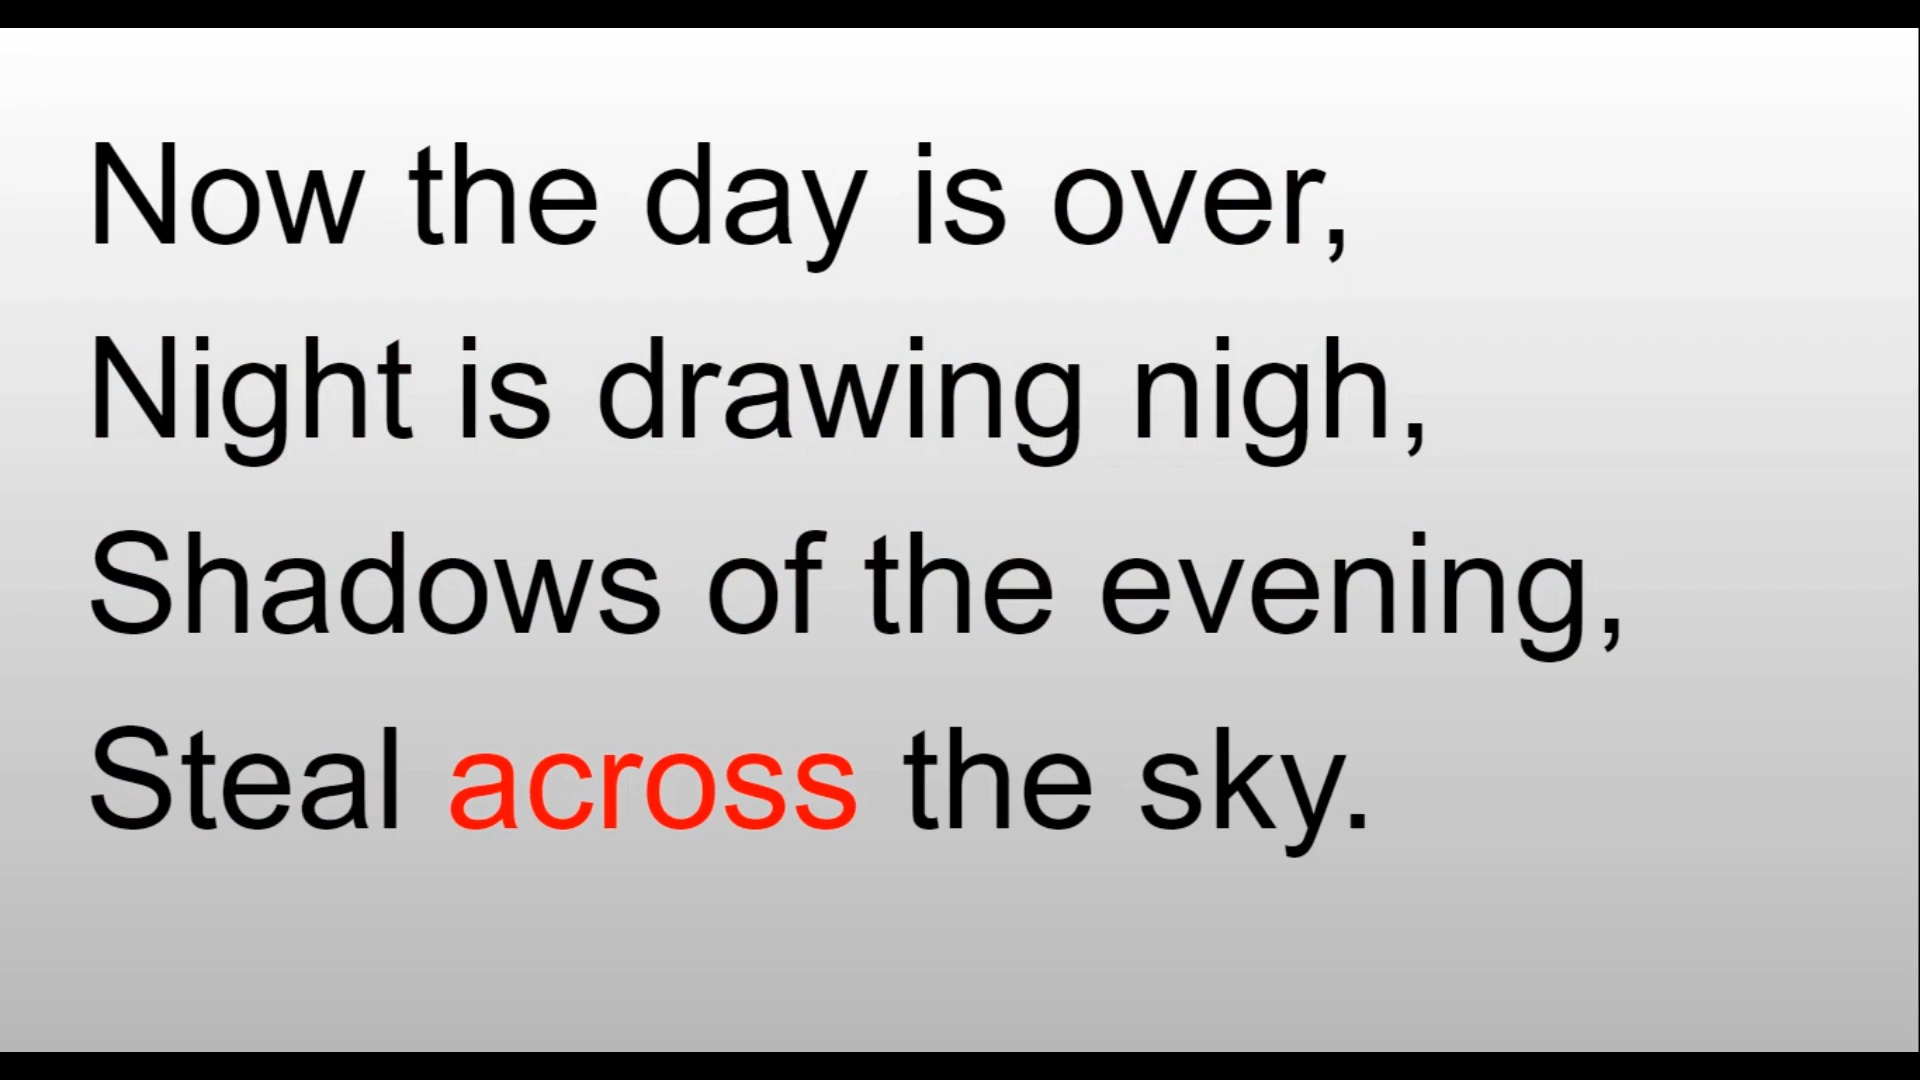 Now the day is over,
Night is drawing nigh,
Shadows of the evening,
Steal across the sky.